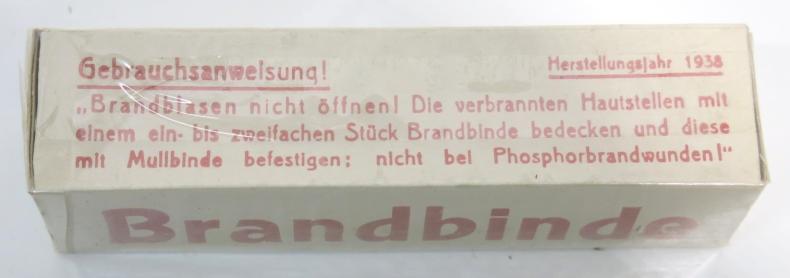 Gebrauchsanweisung! Herstellungsjahr 1938
„Brandblasen nicht öffnen! Die verbrannten Hautstellen mit
einem ein- bis zweifachen Stück Brandbinde bedecken und diese
mit Mullbinde befestigen; nicht bei Phosphorbrandwunden!“
Brandbinde